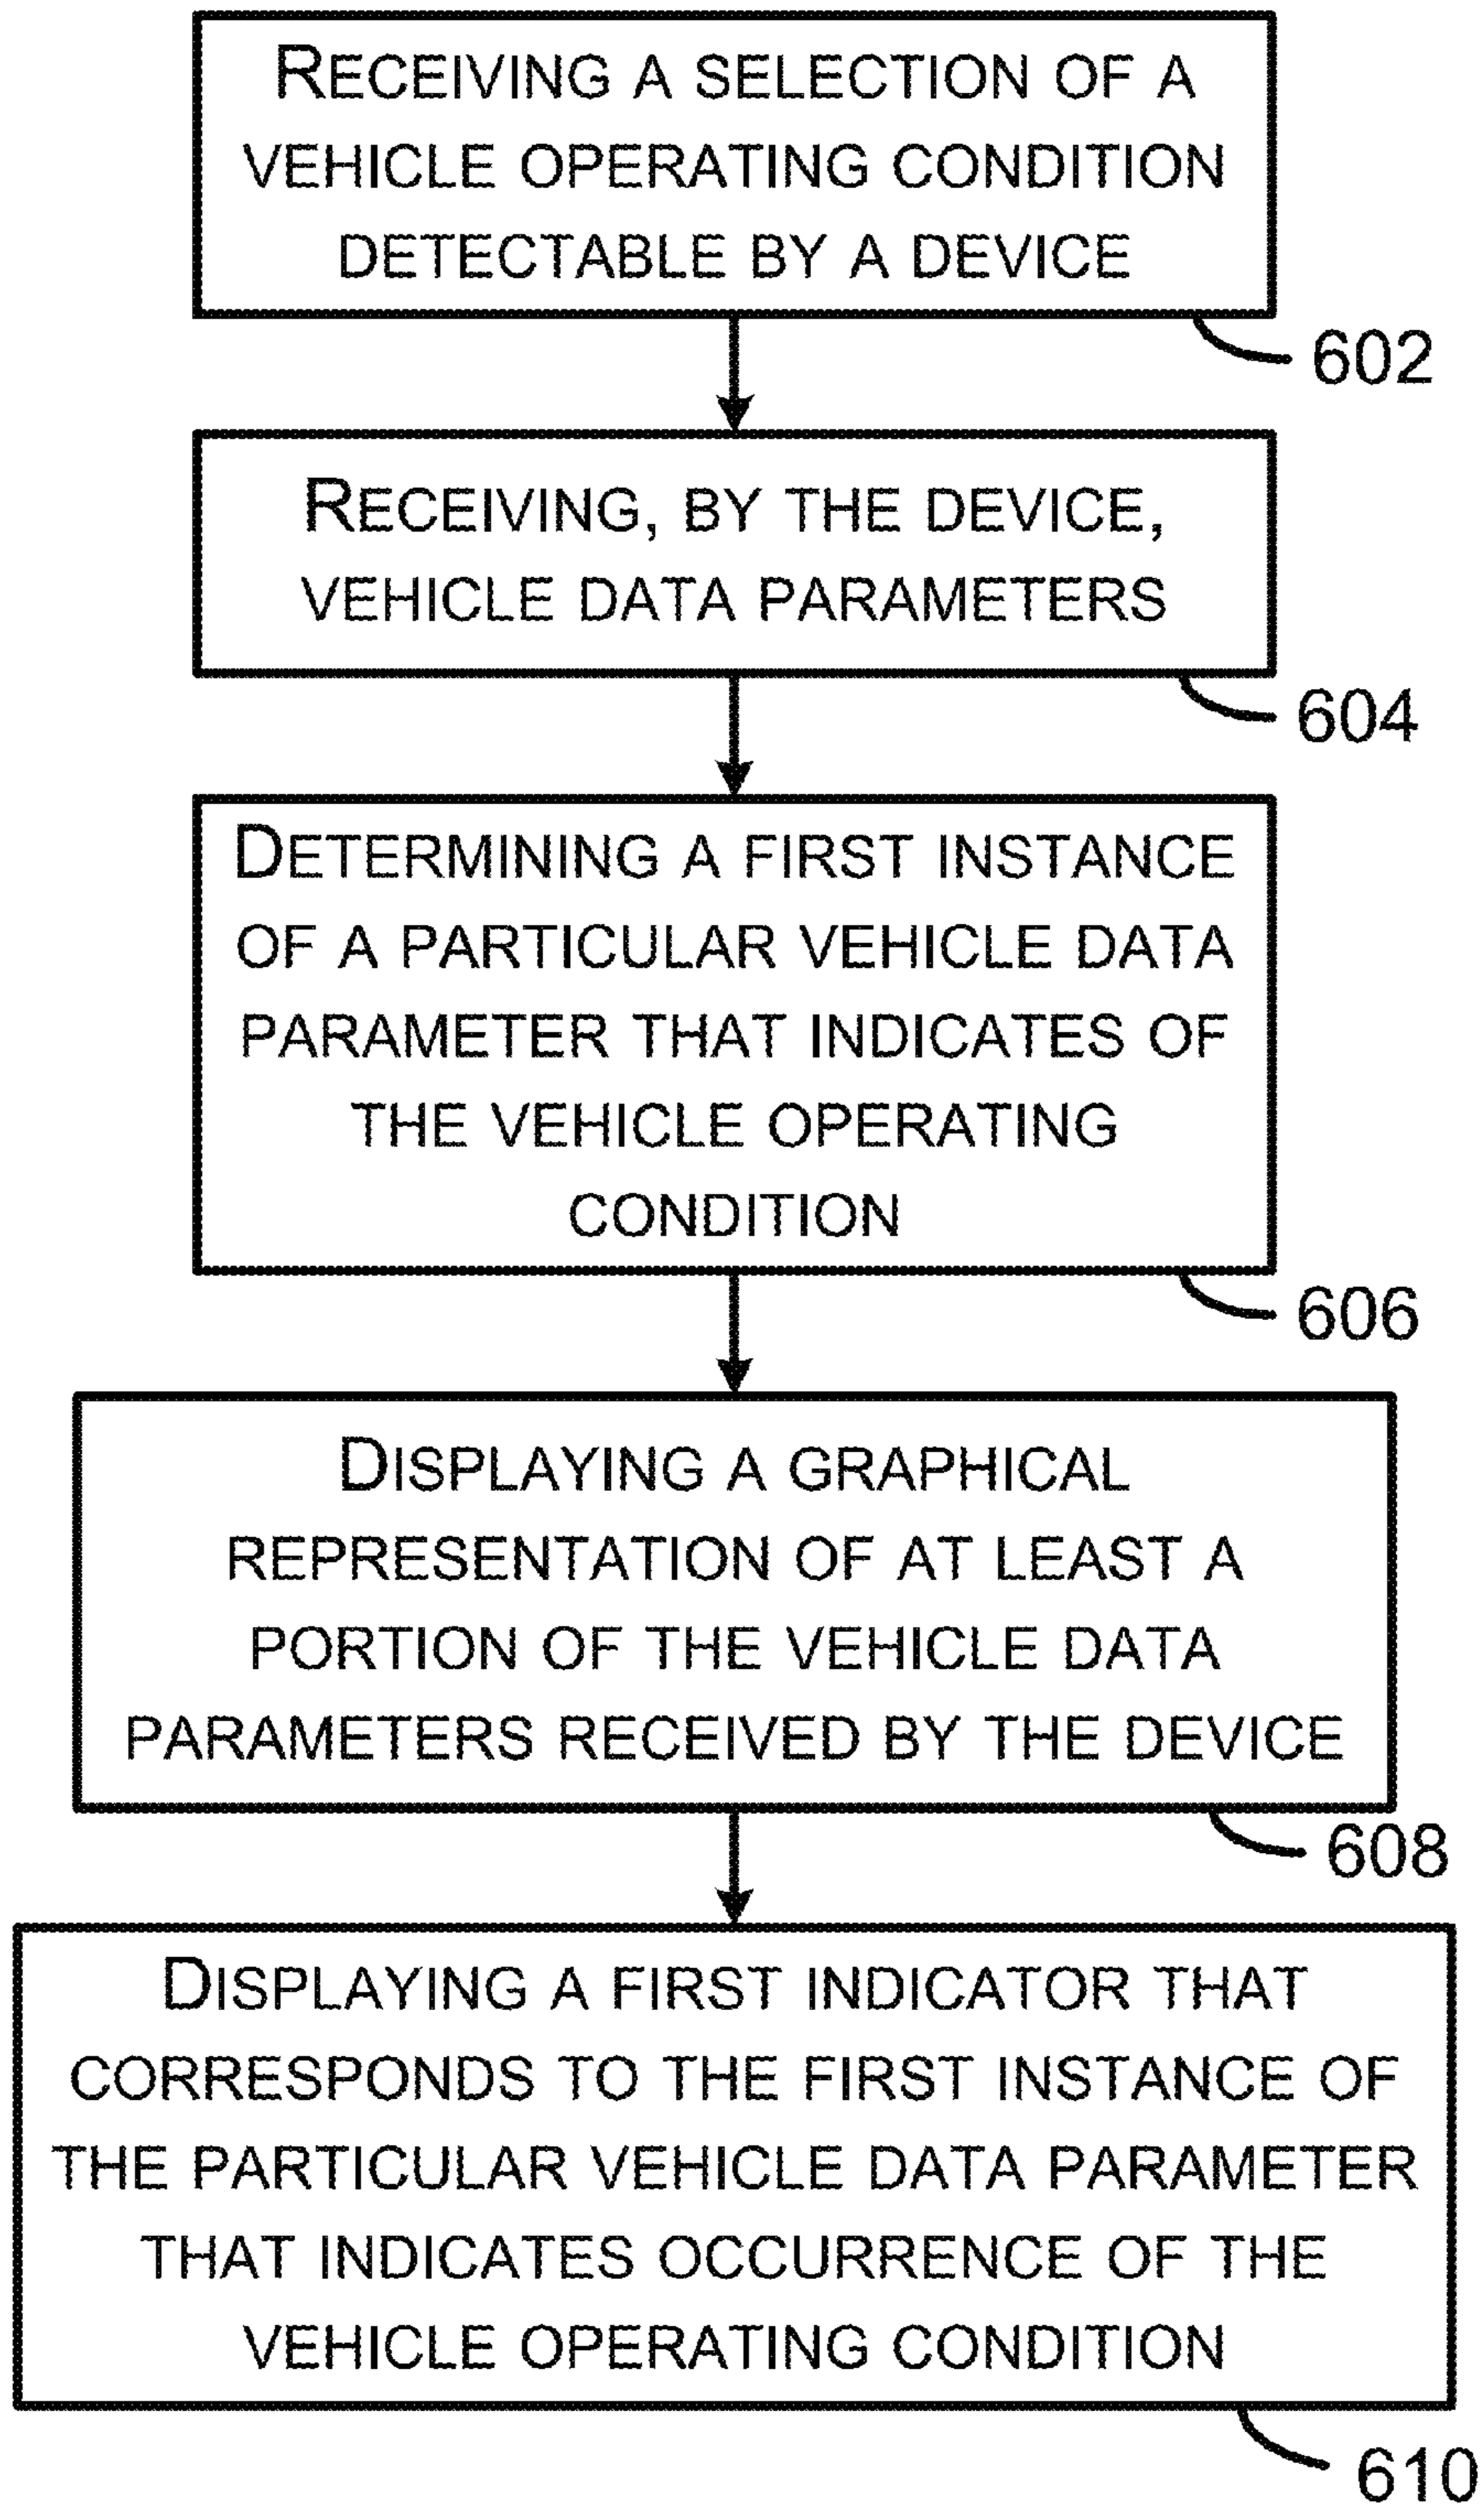 RECEIVING A SELECTION OF A
VEHICLE OPERATING CONDITION
DETECTABLE BY A DEVICE
602
RECEIVING, BY THE DEVICE,
VEHICLE DATA PARAMETERS
604
DETERMINING A FIRST INSTANCE
OF A PARTICULAR VEHICLE DATA
PARAMETER THAT INDICATES OF
THE VEHICLE OPERATING
CONDITION
606
DISPLAYING A GRAPHICAL
REPRESENTATION OF AT LEAST A
PORTION OF THE VEHICLE DATA
PARAMETERS RECEIVED BY THE DEVICE
608
DISPLAYING A FIRST INDICATOR THAT
CORRESPONDS TO THE FIRST INSTANCE OF
THE PARTICULAR VEHICLE DATA PARAMETER
THAT INDICATES OCCURRENCE OF THE
VEHICLE OPERATING CONDITION
610